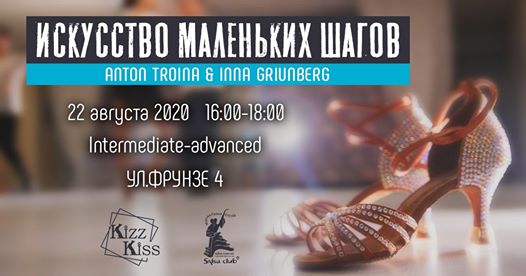 ИСКУССТВО МАЛЕНЬКИХ ШАГОВ
ANTON TROINA & INNA GRIUNBERG
22 августа 2020 16:00-18:00
Intermediate-advanced
УЛ.ФРУНЗЕ 4
Kizz
Kiss
Salsa club